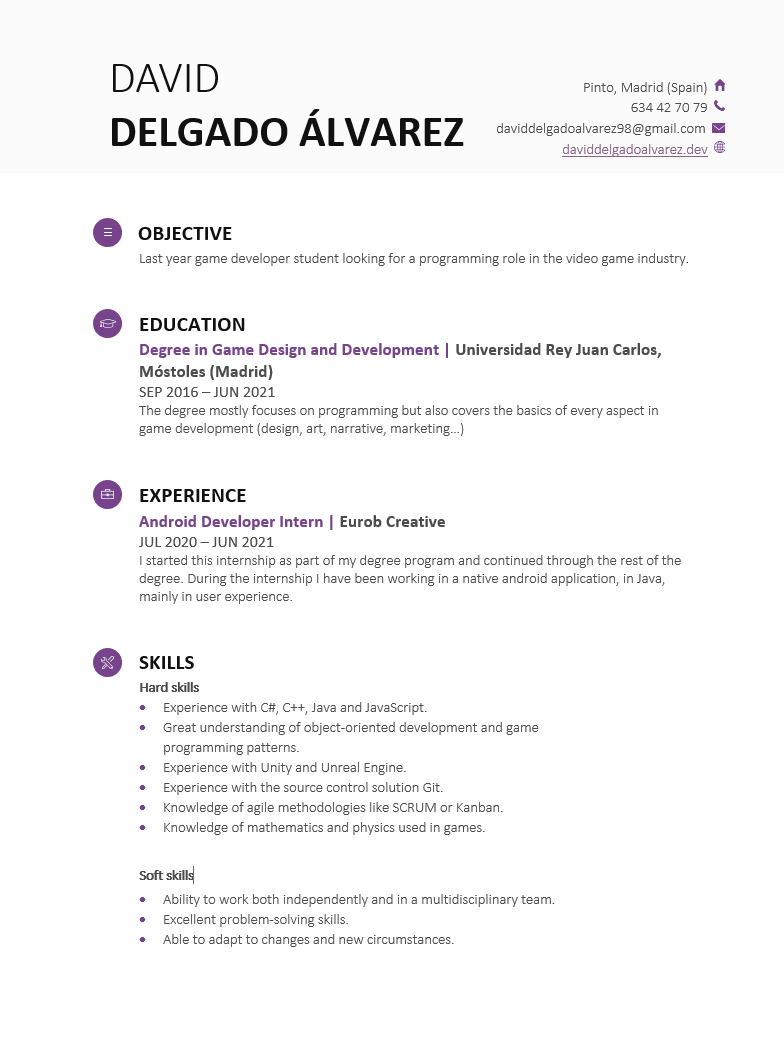 DAVID
DELGADO ÁLVAREZ
Pinto, Madrid (Spain)
634 42 70 79
daviddelgadoalvarez98@gmail.com
daviddelgadoalvarez.dev
OBJECTIVE
Last year game developer student looking for a programming role in the video game industry.
EDUCATION
Degree in Game Design and Development | Universidad Rey Juan Carlos,
Móstoles (Madrid)
SEP 2016 – JUN 2021
The degree mostly focuses on programming but also covers the basics of every aspect in
game development (design, art, narrative, marketing…)
EXPERIENCE
Android Developer Intern | Eurob Creative
JUL 2020 – JUN 2021
I started this internship as part of my degree program and continued through the rest of the
degree. During the internship I have been working in a native android application, in Java,
mainly in user experience.
SKILLS
Hard skills
• Experience with C#, C++, Java and JavaScript.
• Great understanding of object-oriented development and game
programming patterns.
• Experience with Unity and Unreal Engine.
• Experience with the source control solution Git.
• Knowledge of agile methodologies like SCRUM or Kanban.
• Knowledge of mathematics and physics used in games.
Soft skills
• Ability to work both independently and in a multidisciplinary team.
• Excellent problem-solving skills.
• Able to adapt to changes and new circumstances.